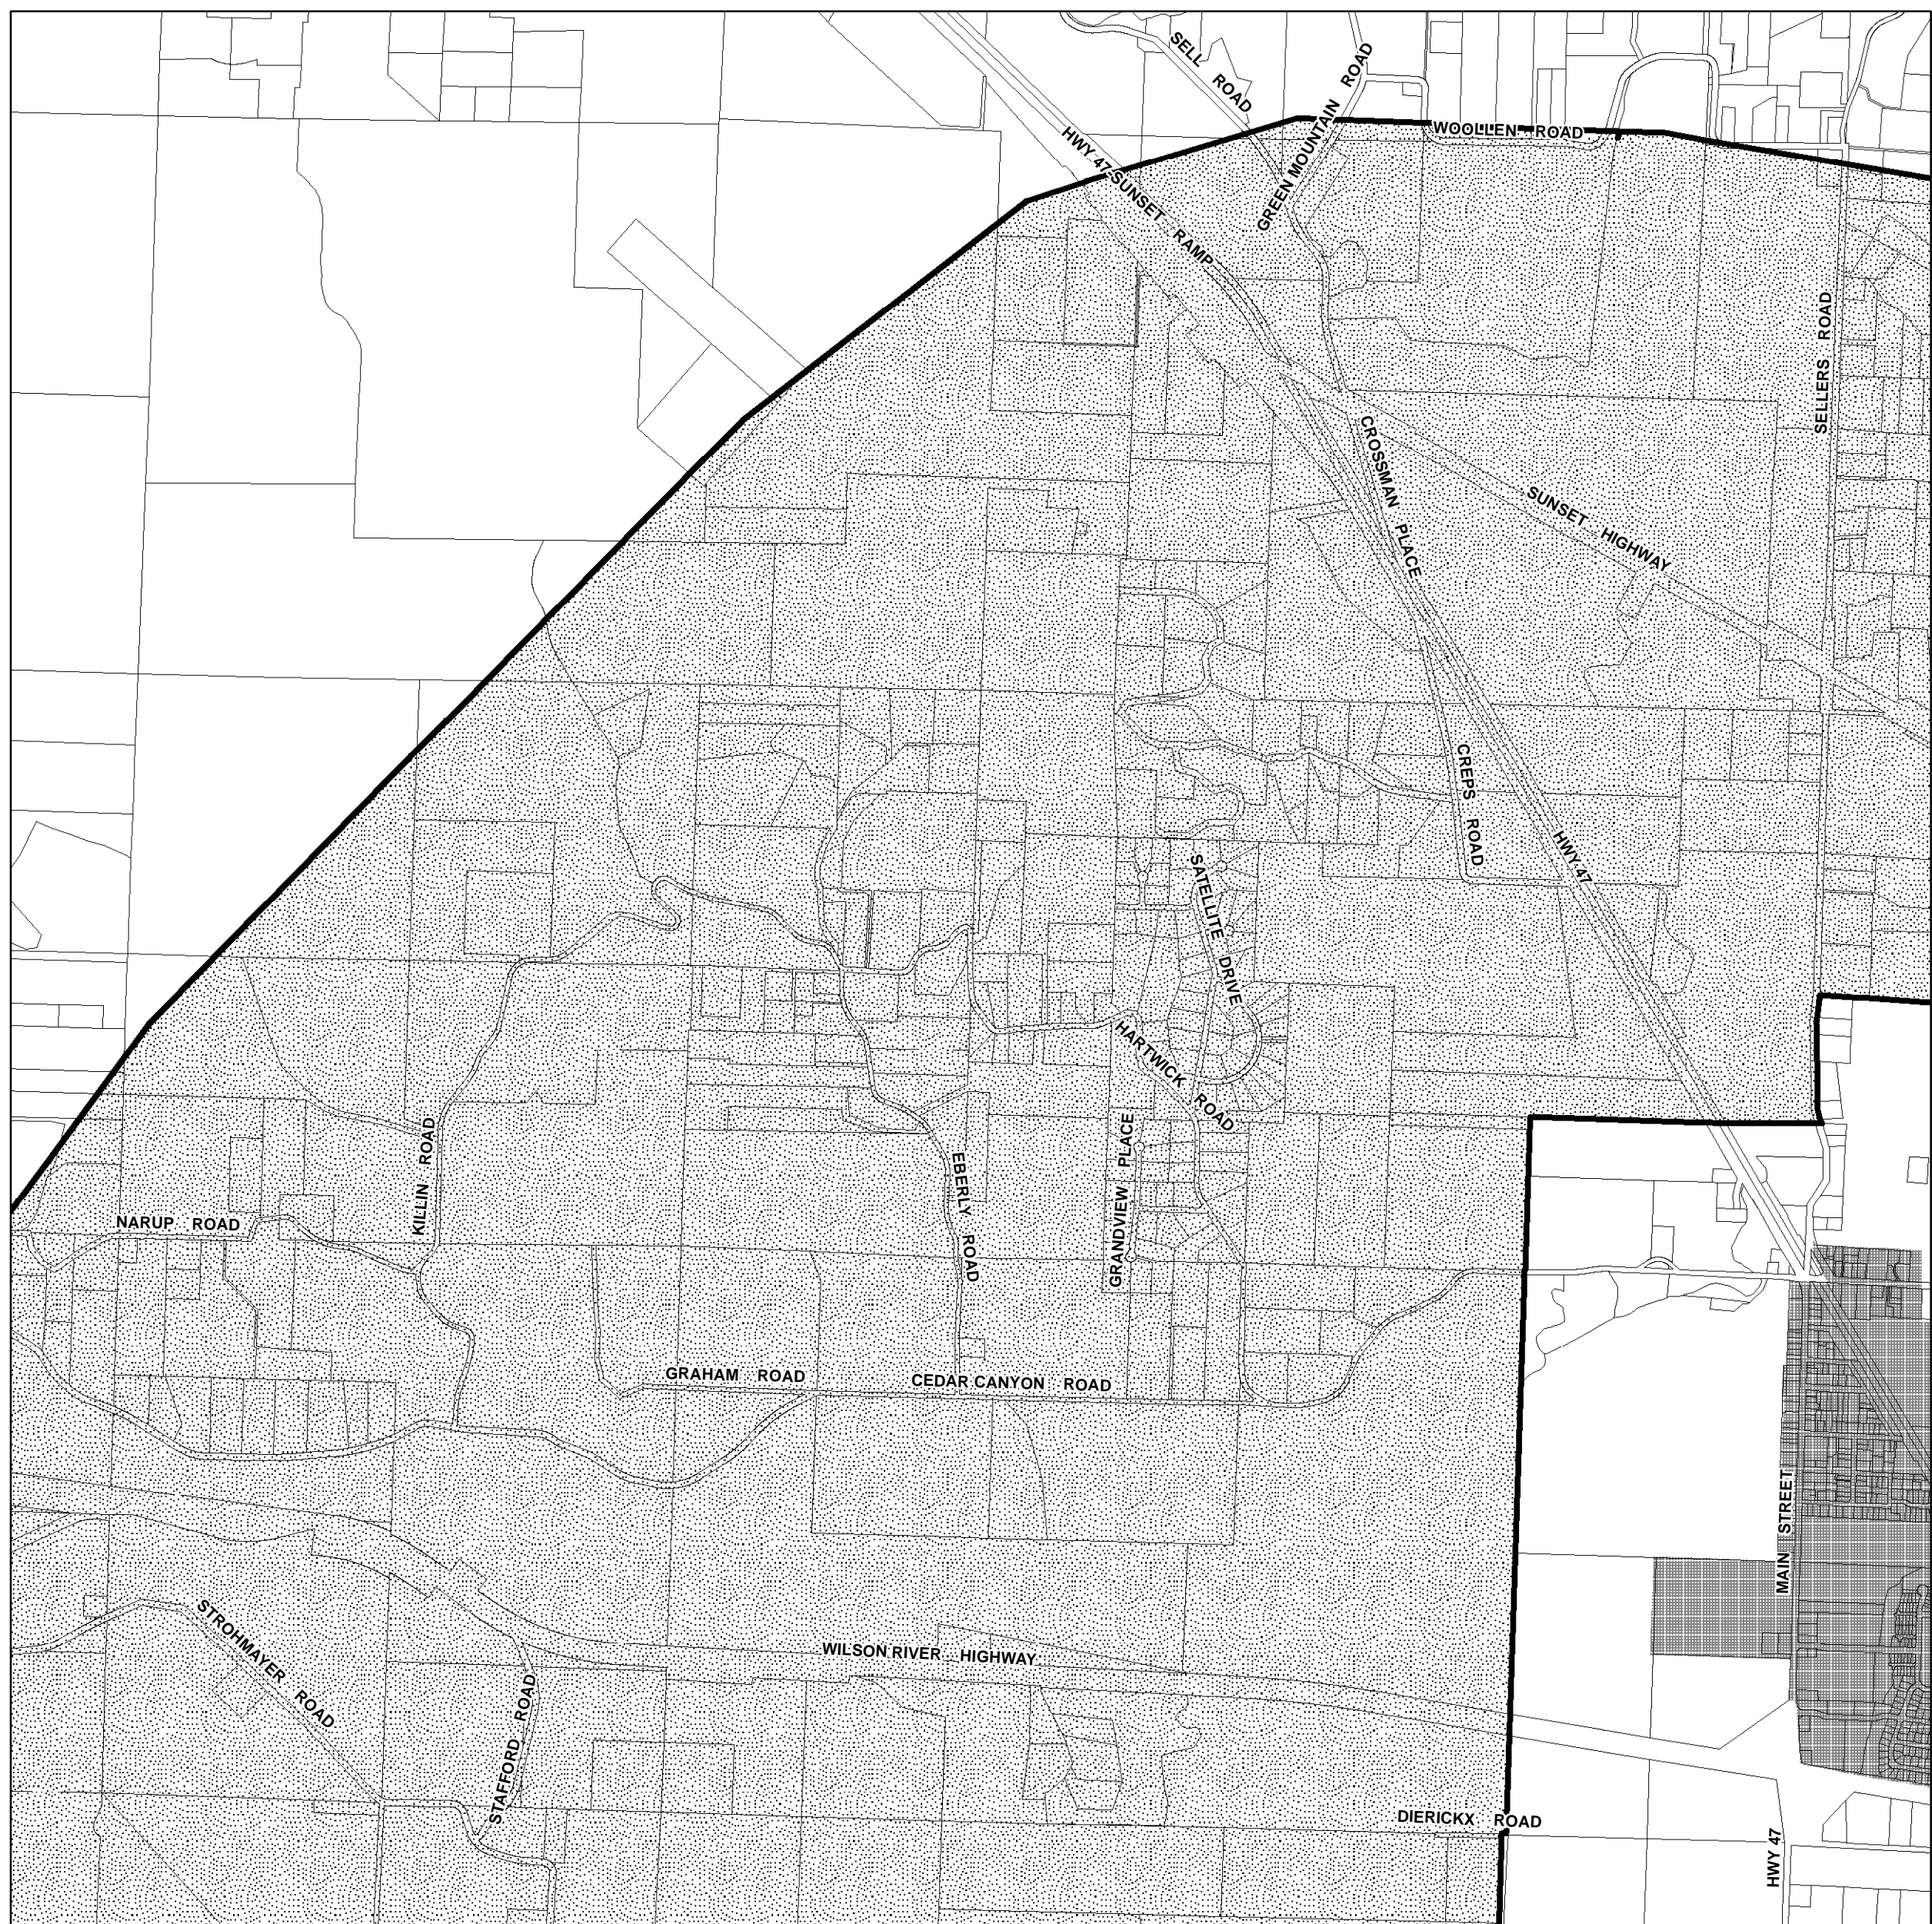 SELL ROAD
GREEN MOUNTAIN ROAD
WOOLLEN ROAD
HWY 47-SUNSET RAMP
SELLERS ROAD
CROSSMAN PLACE
SUNSET HIGHWAY
CREPS ROAD
HWY 47
SATELLITE DRIVE
HARTWICK ROAD
KILLIN ROAD
EBERLY ROAD
GRANDVIEW PLACE
NARUP ROAD
GRAHAM ROAD
CEDAR CANYON ROAD
MAIN STREET
STROHMAYER ROAD
WILSON RIVER HIGHWAY
STAFFORD ROAD
DIERICKX ROAD
HWY 47